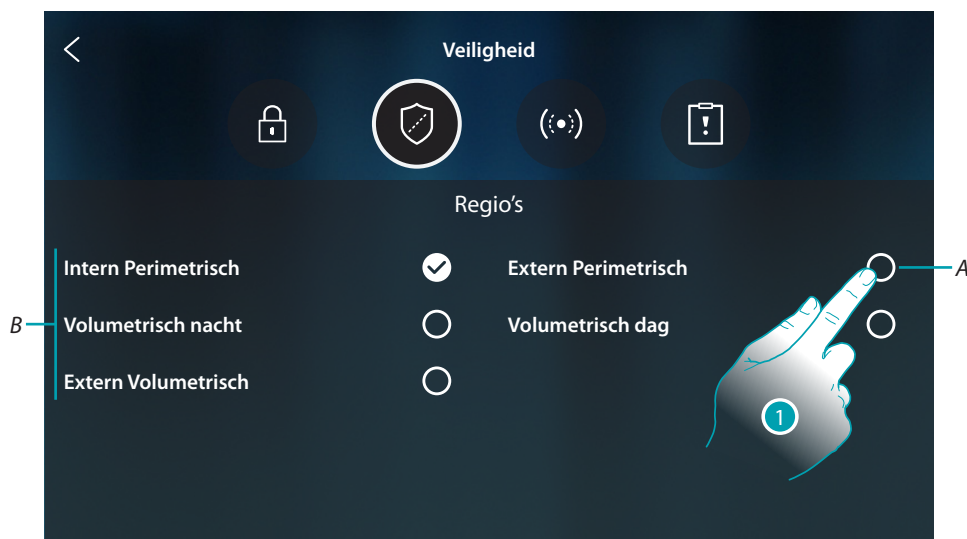 Veiligheid
Regio's
Intern Perimetrisch
Extern Perimetrisch
A
B
Volumetrisch nacht
Volumetrisch dag
Extern Volumetrisch
1